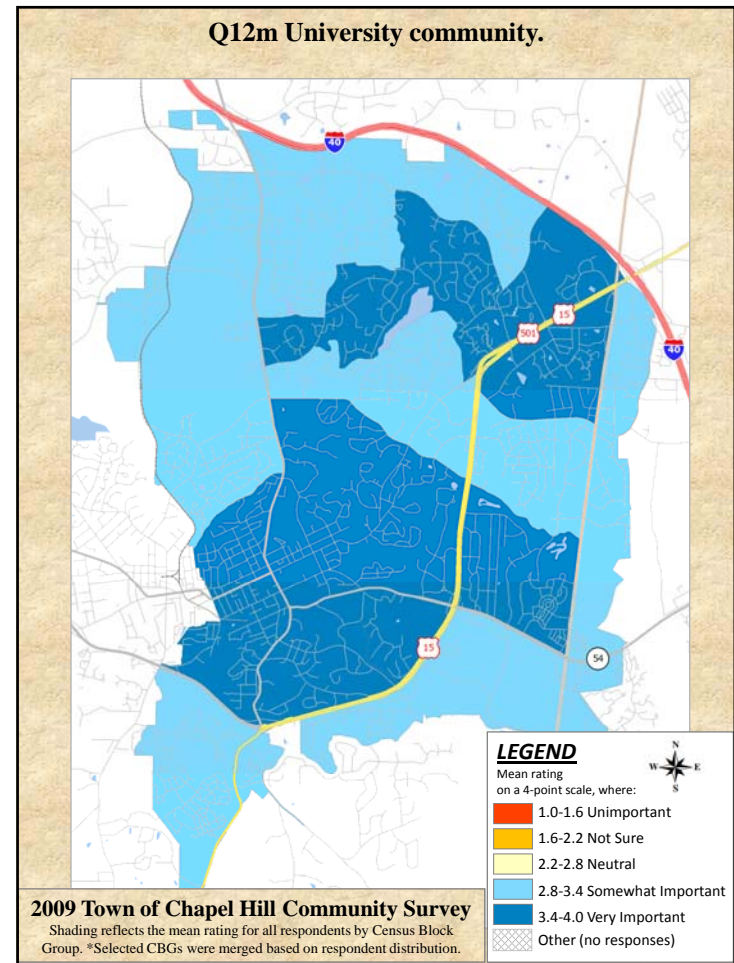 Q12m University community.
40
15
501
40
15
54
LEGEND
Mean rating
on a 4-point scale, where:
N
W E
S
1.0-1.6 Unimportant
1.6-2.2 Not Sure
2.2-2.8 Neutral
2.8-3.4 Somewhat Important
3.4-4.0 Very Important
Other (no responses)
2009 Town of Chapel Hill Community Survey
Shading reflects the mean rating for all respondents by Census Block
Group. *Selected CBGs were merged based on respondent distribution.